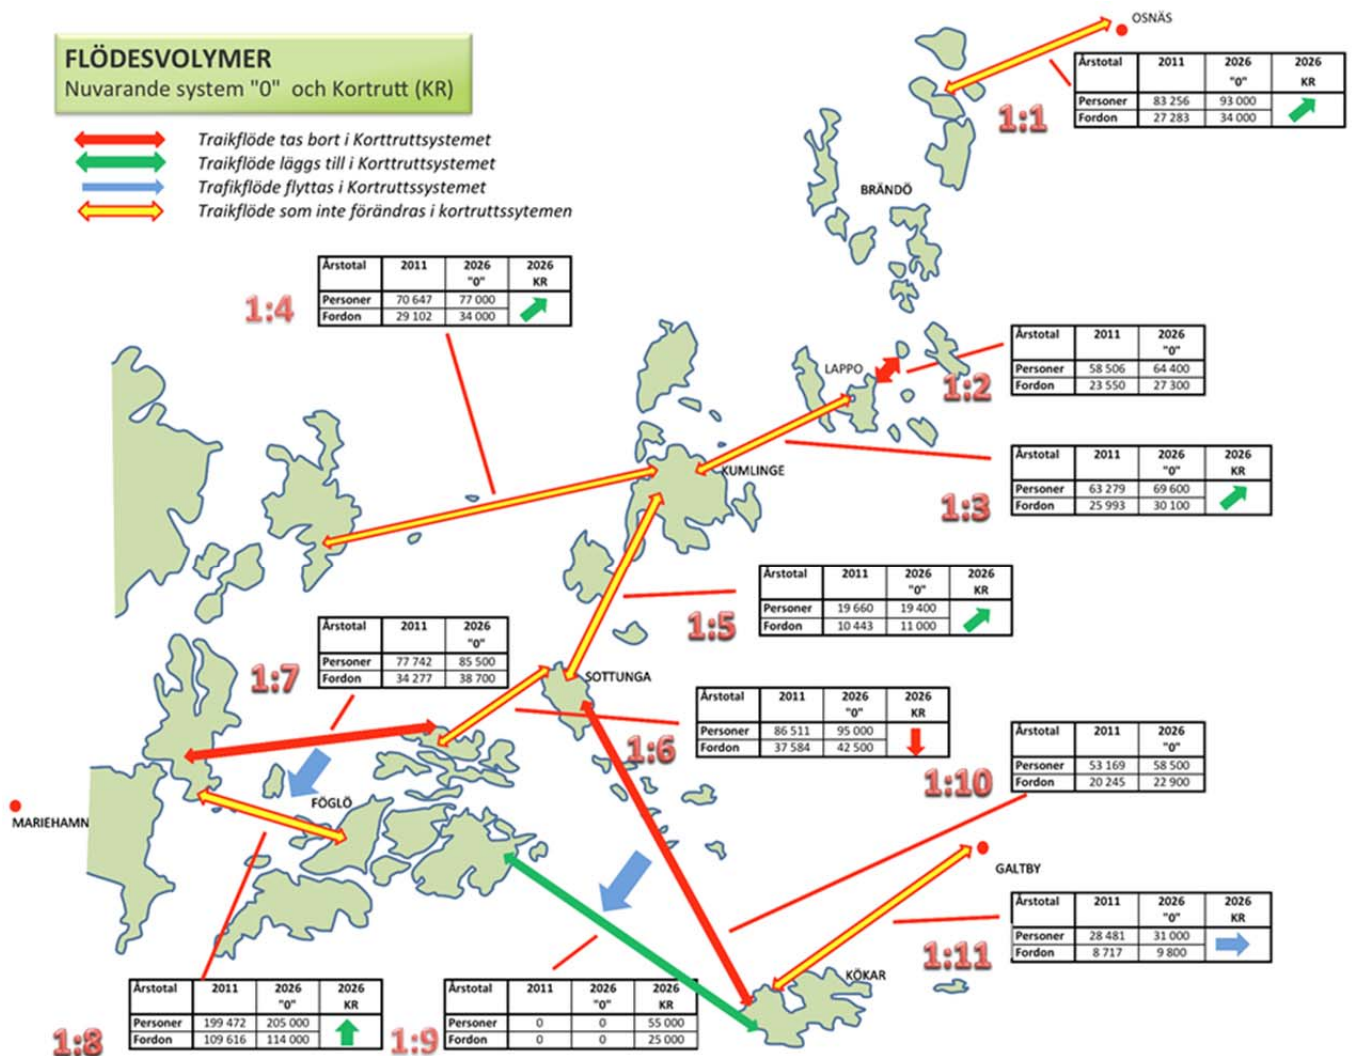 FLÖDESVOLYMER
Nuvarande system "0" och Kortrutt (KR)
Traikflöde tas bort i Korttruttsystemet
Traikflöde läggs till i Korttruttsystemet
Trafikflöde flyttas i Kortruttssystemet
Traikflöde som inte förändras i kortruttssytemen
OSNÄS
1:1
Årstotal 2011 2026 "0" 2026 KR
Personer 83 256 93 000
Fordon 27 283 34 000
BRÄNDÖ
1:4
Årstotal 2011 2026 "0" 2026 KR
Personer 70 647 77 000
Fordon 29 102 34 000
LAPPO
1:2
Årstotal 2011 2026 "0"
Personer 58 506 64 400
Fordon 23 550 27 300
KUMLINGE
1:3
Årstotal 2011 2026 "0" 2026 KR
Personer 63 279 69 600
Fordon 25 993 30 100
1:5
Årstotal 2011 2026 "0" 2026 KR
Personer 19 660 19 400
Fordon 10 443 11 000
1:7
Årstotal 2011 2026 "0"
Personer 77 742 85 500
Fordon 34 277 38 700
SOTTUNGA
1:6
Årstotal 2011 2026 "0" 2026 KR
Personer 86 511 95 000
Fordon 37 584 42 500
1:10
Årstotal 2011 2026 "0"
Personer 53 169 58 500
Fordon 20 245 22 900
MARIEHAMN
FÖGLÖ
GALTBY
1:11
Årstotal 2011 2026 "0" 2026 KR
Personer 28 481 31 000
Fordon 8 717 9 800
KÖKAR
1:8
Årstotal 2011 2026 "0" 2026 KR
Personer 199 472 205 000
Fordon 109 616 114 000
1:9
Årstotal 2011 2026 "0" 2026 KR
Personer 0 0 55 000
Fordon 0 0 25 000